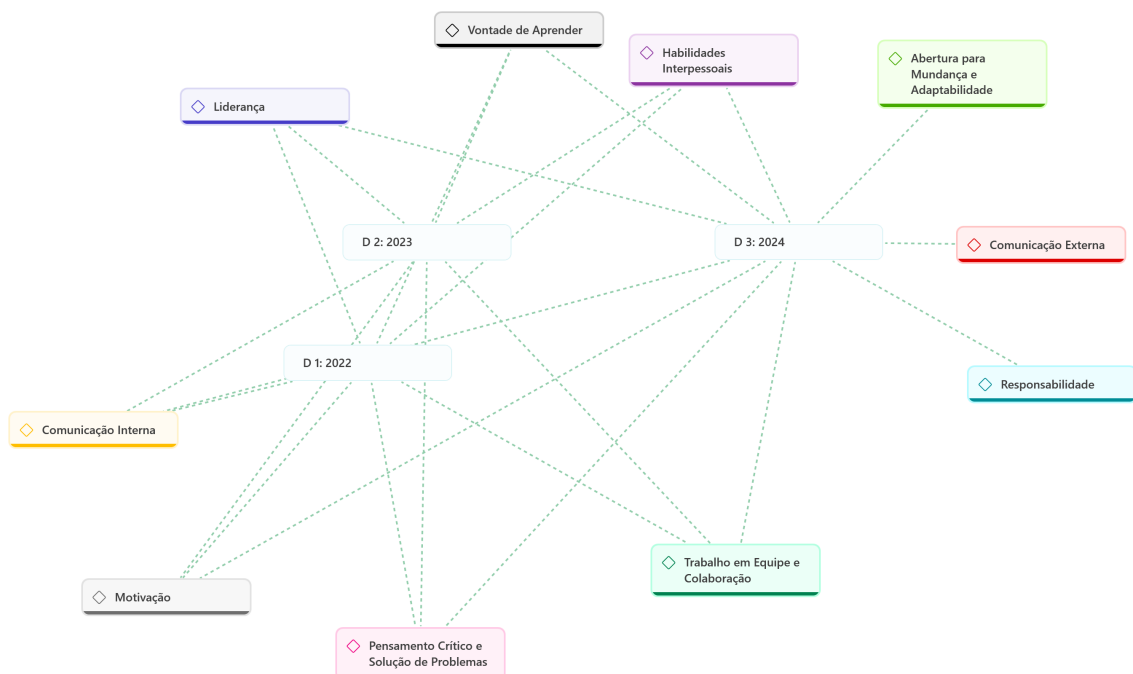 Vontade de Aprender
Habilidades
Interpessoais
Abertura para
Mundança e
Adaptabilidade
Liderança
D 2: 2023
D 3: 2024
Comunicação Externa
D 1: 2022
Responsabilidade
Comunicação Interna
Trabalho em Equipe e
Colaboração
Motivação
Pensamento Crítico e
Solução de Problemas